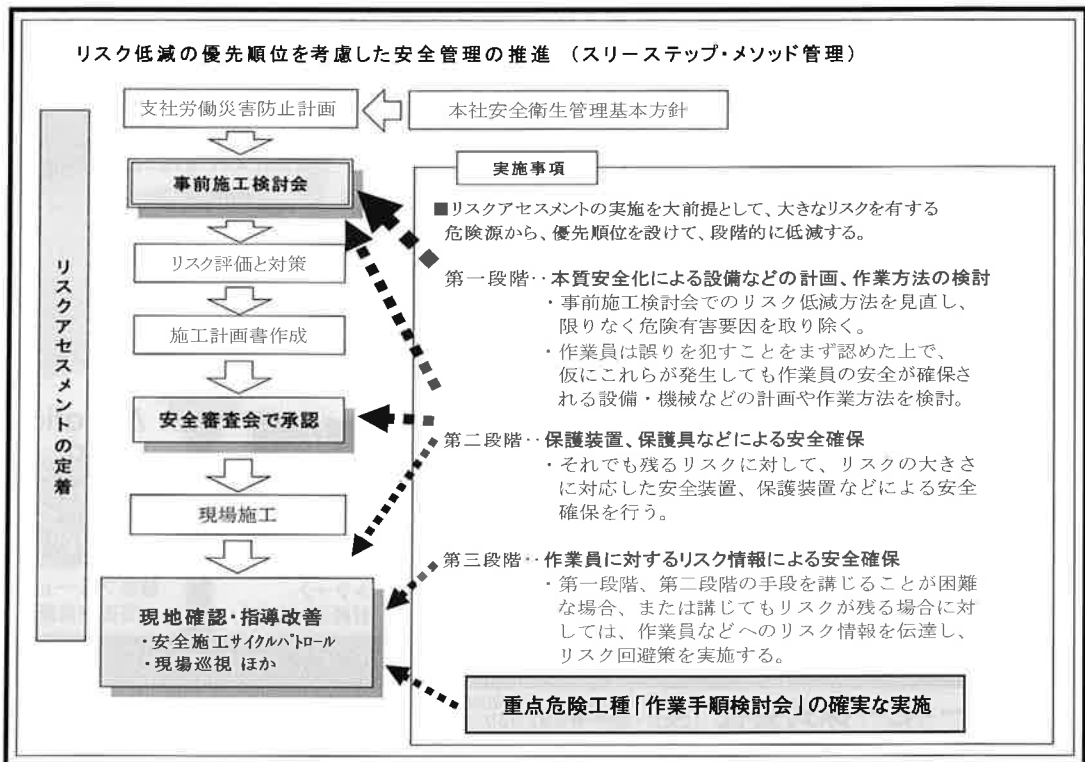 リスク低減の優先順位を考慮した安全管理の推進 (スリーステップ・メソッド管理)
支社労働災害防止計画
本社安全衛生管理基本方針
リスクアセスメントの定着
事前施工検討会
リスク評価と対策
施工計画書作成
安全審査会で承認
現場施工
現地確認・指導改善
・安全施工サイクルパトロール
・現場巡視 ほか
実施事項
■リスクアセスメントの実施を大前提として、大きなリスクを有する
危険源から、優先順位を設けて、段階的に低減する。
第一段階‥本質安全化による設備などの計画、作業方法の検討
・事前施工検討会でのリスク低減方法を見直し、
限りなく危険有害要因を取り除く。
・作業員は誤りを犯すことをまず認めた上で、
仮にこれらが発生しても作業員の安全が確保さ
れる設備・機械などの計画や作業方法を検討。
第二段階‥保護装置、保護具などによる安全確保
・それでも残るリスクに対して、リスクの大きさ
に対応した安全装置、保護装置などによる安全
確保を行う。
第三段階‥作業員に対するリスク情報による安全確保
・第一段階、第二段階の手段を講じることが困難
な場合、または講じてもリスクが残る場合に対
しては、作業員などへのリスク情報を伝達し、
リスク回避策を実施する。
重点危険工種「作業手順検討会」の確実な実施